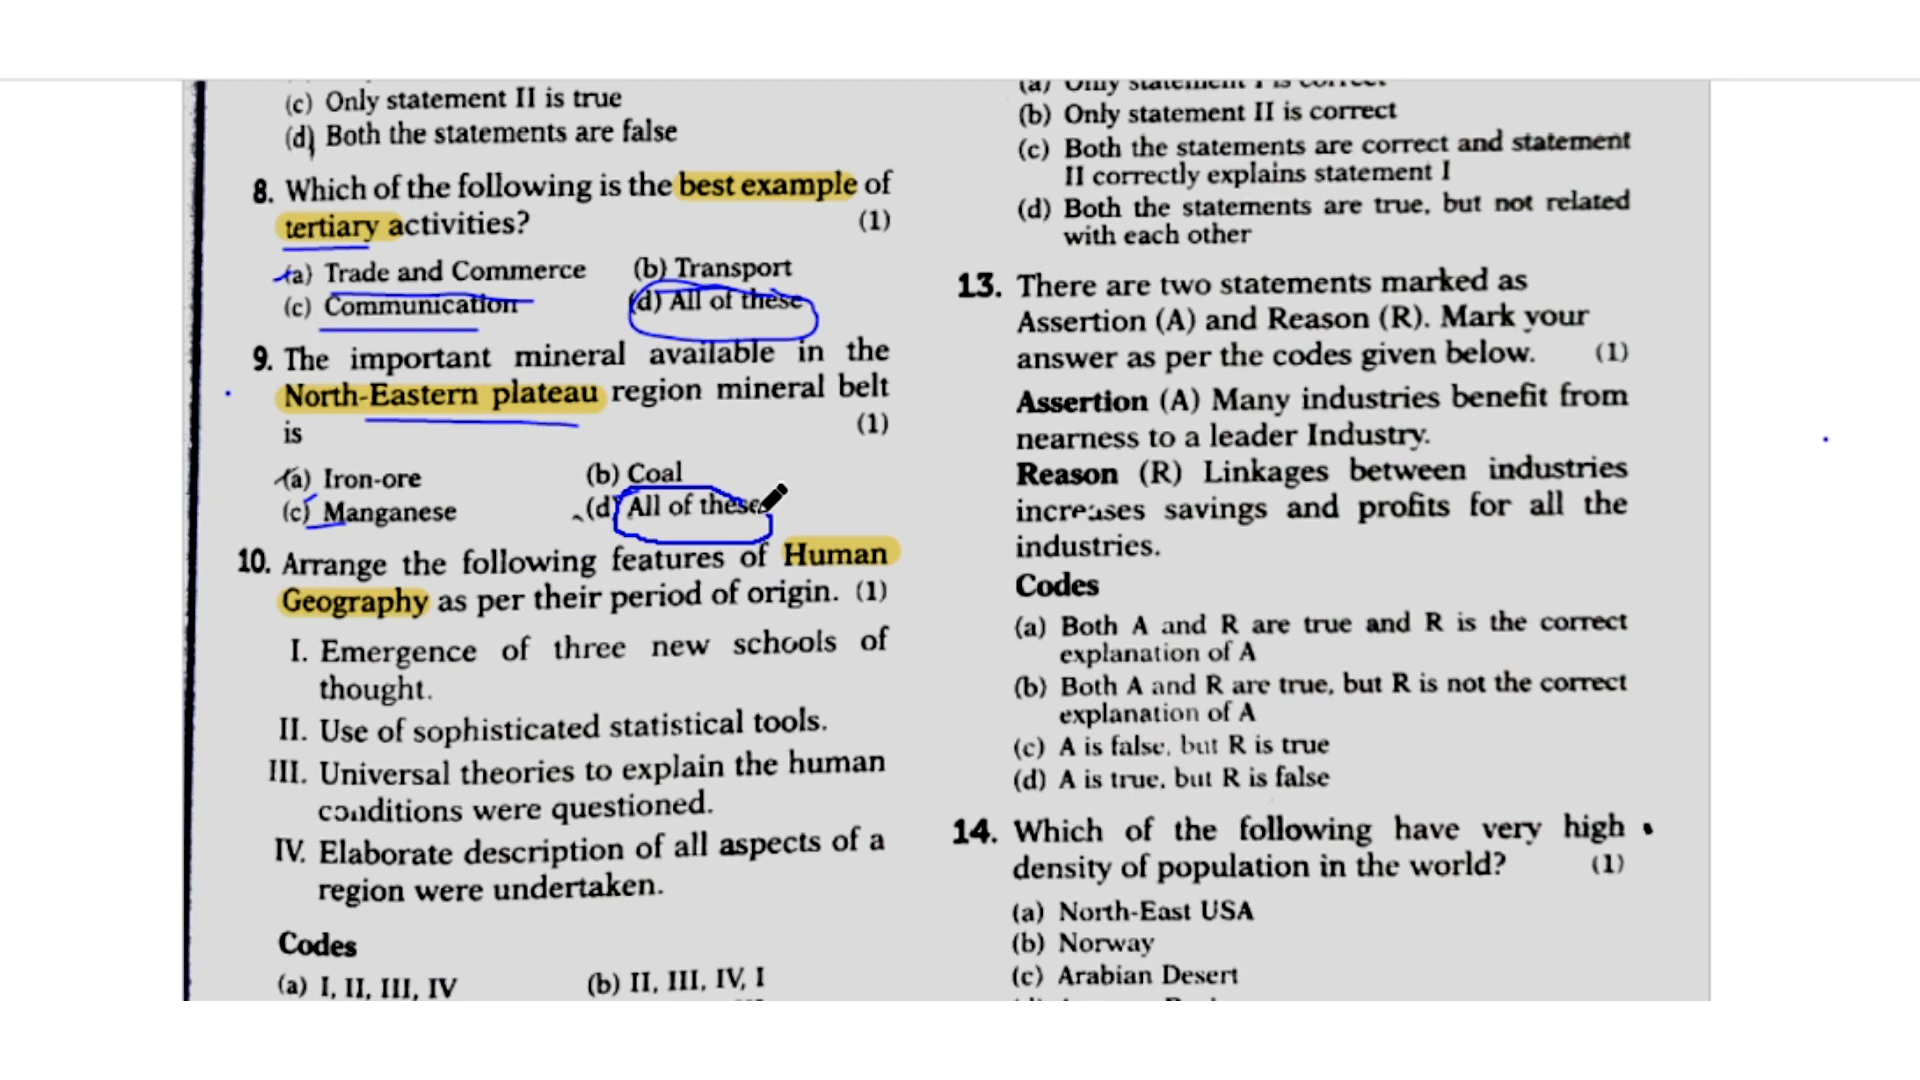 (c) Only statement II is true
(d) Both the statements are false
8. Which of the following is the best example of
tertiary activities? (1)
(a) Trade and Commerce (b) Transport
(c) Communication (d) All of these
9. The important mineral available in the
North-Eastern plateau region mineral belt
is (1)
(a) Iron-ore (b) Coal
(c) Manganese (d) All of these
10. Arrange the following features of Human
Geography as per their period of origin. (1)
I. Emergence of three new schools of
thought.
II. Use of sophisticated statistical tools.
III. Universal theories to explain the human
conditions were questioned.
IV. Elaborate description of all aspects of a
region were undertaken.
Codes
(a) I, II, III, IV (b) II, III, IV, I
(a) Only statement I is correct
(b) Only statement II is correct
(c) Both the statements are correct and statement
II correctly explains statement I
(d) Both the statements are true, but not related
with each other
13. There are two statements marked as
Assertion (A) and Reason (R). Mark your
answer as per the codes given below. (1)
Assertion (A) Many industries benefit from
nearness to a leader Industry.
Reason (R) Linkages between industries
increases savings and profits for all the
industries.
Codes
(a) Both A and R are true and R is the correct
explanation of A
(b) Both A and R are true, but R is not the correct
explanation of A
(c) A is false, but R is true
(d) A is true, but R is false
14. Which of the following have very high
density of population in the world? (1)
(a) North-East USA
(b) Norway
(c) Arabian Desert